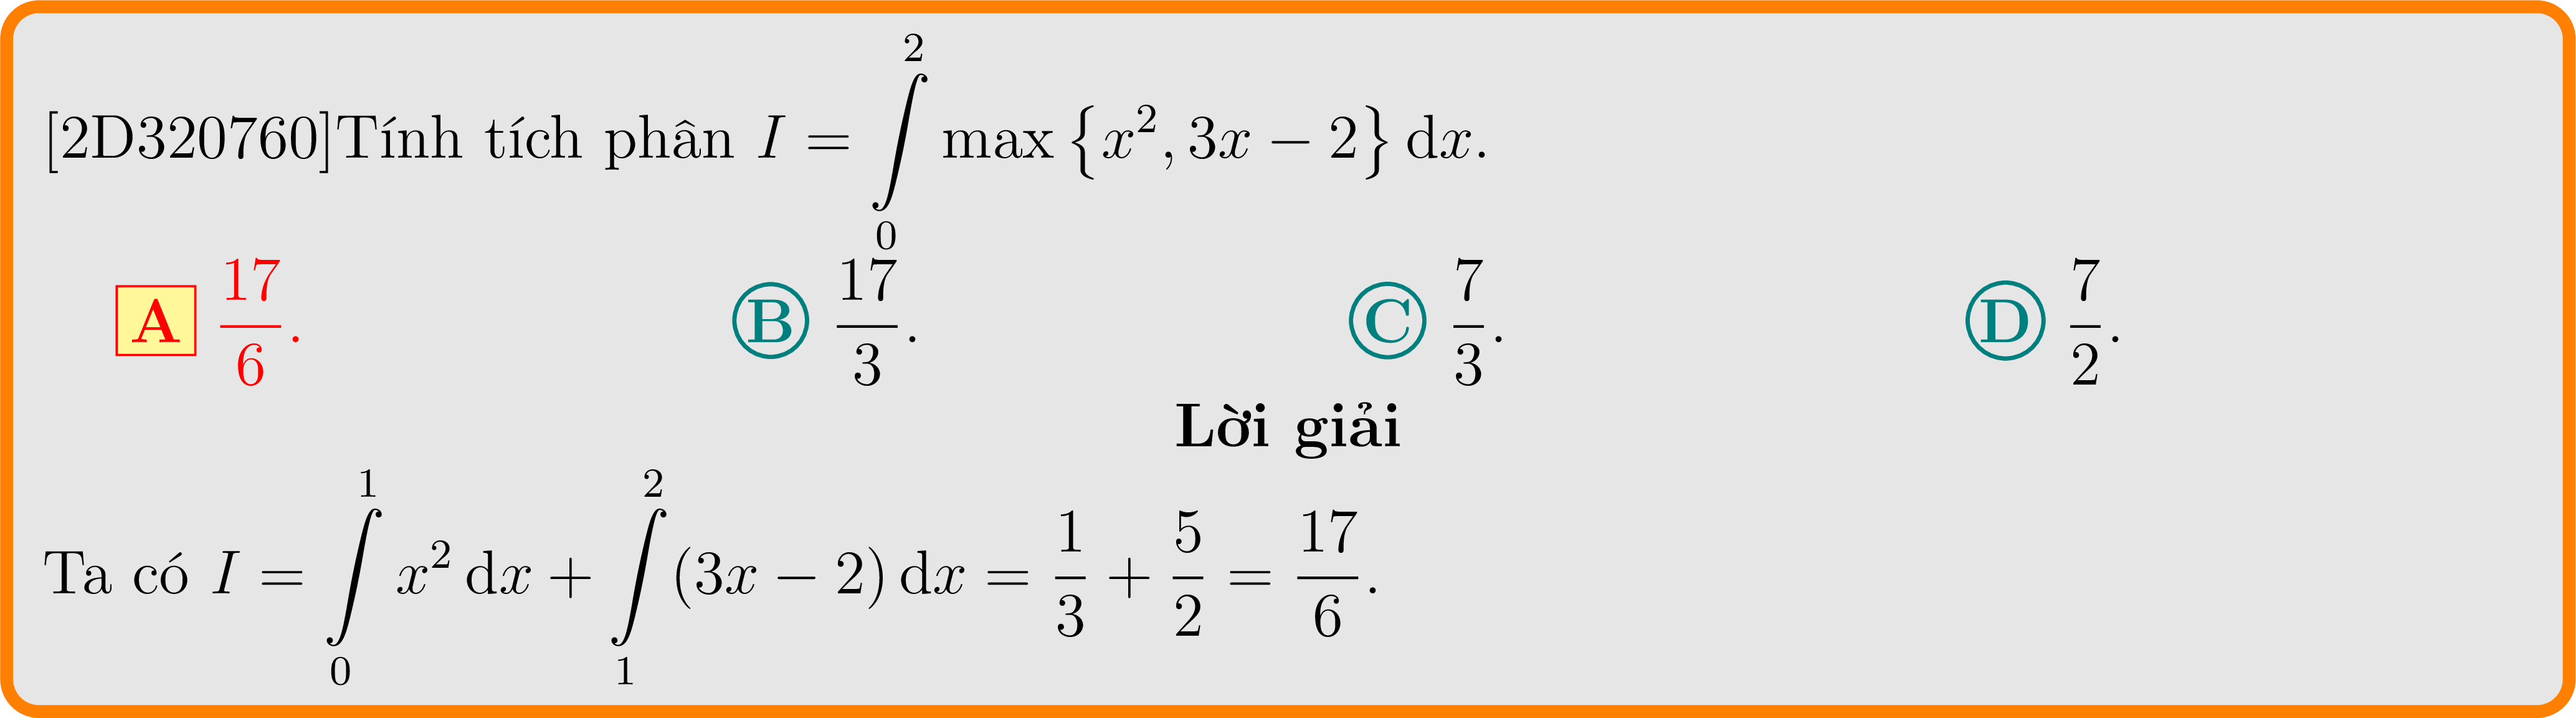 [2D320760]Tính tích phân $I = \int\limits_0^2 \max\{x^2, 3x - 2\}\,\mathrm{d}x$.
A $\frac{17}{6}$. B $\frac{17}{3}$. C $\frac{7}{3}$. D $\frac{7}{2}$.
Lời giải
Ta có $I = \int\limits_0^1 x^2\,\mathrm{d}x + \int\limits_1^2 (3x - 2)\,\mathrm{d}x = \frac{1}{3} + \frac{5}{2} = \frac{17}{6}$.